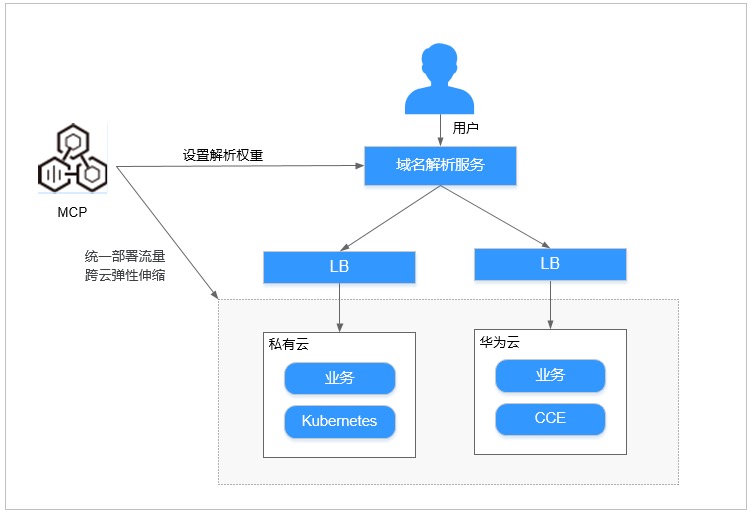 用户
设置解析权重
域名解析服务
MCP
统一部署流量
跨云弹性伸缩
LB
LB
私有云
业务
Kubernetes
华为云
业务
CCE